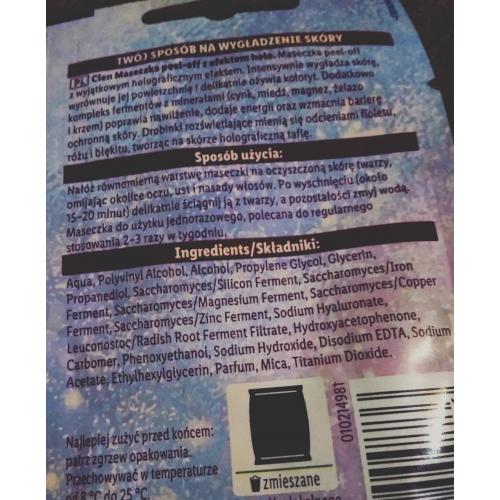 TWÓJ SPOSÓB NA WYGŁADZENIE SKÓRY
PL Cien Maseczka peel-off z efektem holo. Maseczka peel-off
z wyjątkowym holograficznym efektem. Intensywnie wygładza skórę,
wyrównuje jej powierzchnię i delikatnie ożywia koloryt. Dodatkowo
kompleks fermentów z minerałami (cynk, miedź, magnez, żelazo
i krzem) poprawia nawilżenie, dodaje energii oraz wzmacnia barierę
ochronną skóry. Drobinki rozświetlające mienią się odcieniami fioletu,
różu i błękitu, tworząc na skórze holograficzną taflę.
Sposób użycia:
Nałóż równomierną warstwę maseczki na oczyszczoną skórę twarzy,
omijając okolice oczu, ust i nasady włosów. Po wyschnięciu (około
15-20 minut) delikatnie ściągnij ją z twarzy, a pozostałości zmyj wodą.
Maseczka do użytku jednorazowego, polecana do regularnego
stosowania 2-3 razy w tygodniu.
Ingredients/Składniki:
Aqua, Polyvinyl Alcohol, Alcohol, Propylene Glycol, Glycerin,
Propanediol, Saccharomyces/Silicon Ferment, Saccharomyces/Iron
Ferment, Saccharomyces/Magnesium Ferment, Saccharomyces/Copper
Ferment, Saccharomyces/Zinc Ferment, Sodium Hyaluronate,
Leuconostoc/Radish Root Ferment Filtrate, Hydroxyacetophenone,
Carbomer, Phenoxyethanol, Sodium Hydroxide, Disodium EDTA, Sodium
Acetate, Ethylhexylglycerin, Parfum, Mica, Titanium Dioxide.
Najlepiej zużyć przed końcem:
patrz zgrzew opakowania.
Przechowywać w temperaturze
od 8 °C do 25 °C.
zmieszane
010214981